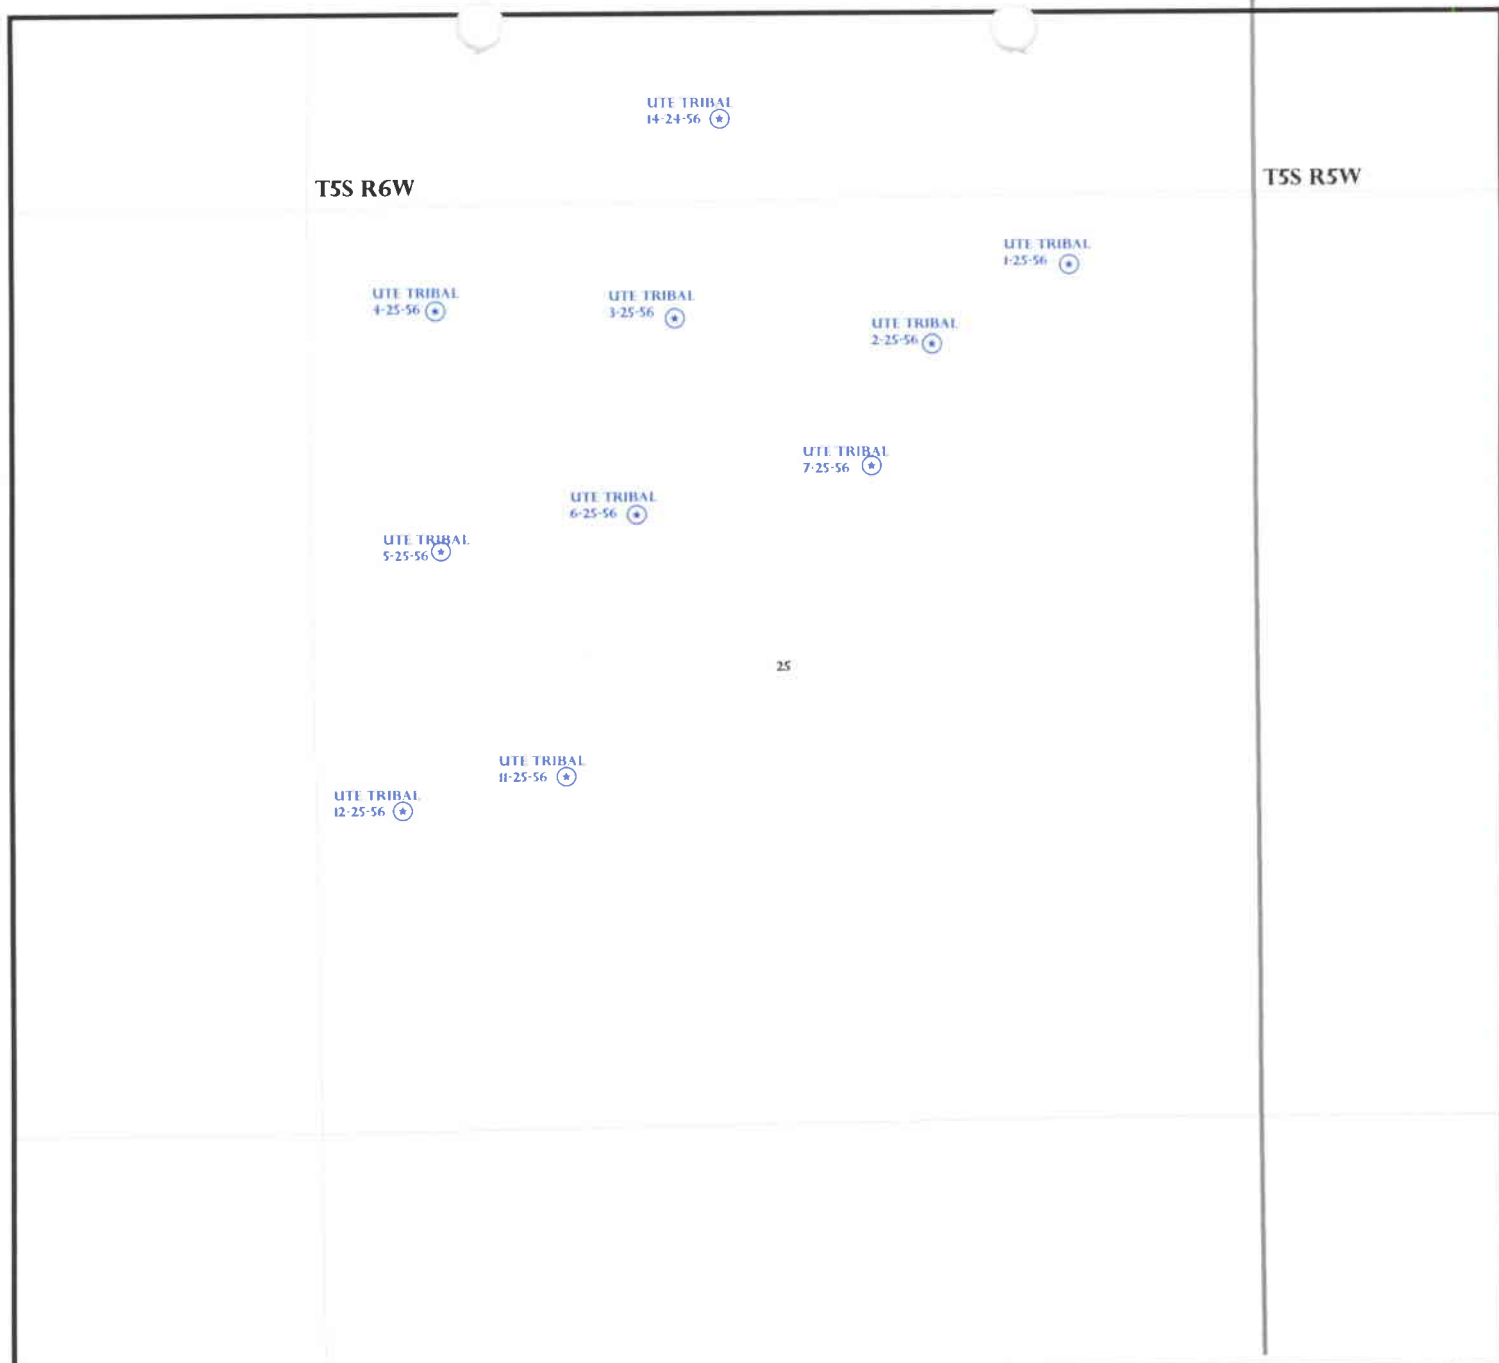 UTE TRIBAL
14-24-56
T5S R6W
T5S R5W
UTE TRIBAL
1-25-56
UTE TRIBAL
4-25-56
UTE TRIBAL
3-25-56
UTE TRIBAL
2-25-56
UTE TRIBAL
7-25-56
UTE TRIBAL
6-25-56
UTE TRIBAL
5-25-56
25
UTE TRIBAL
11-25-56
UTE TRIBAL
12-25-56